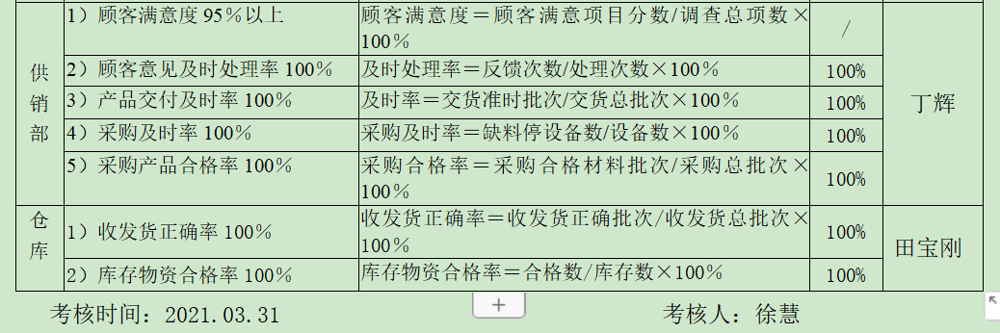 供销部
1）顾客满意度 95％以上
顾客满意度＝顾客满意项目分数/调查总项数×
100％
/
丁辉
2）顾客意见及时处理率 100％
及时处理率＝反馈次数/处理次数×100％
100%
3）产品交付及时率 100％
及时率＝交货准时批次/交货总批次×100％
100%
4）采购及时率 100％
采购及时率＝缺料停设备数/设备数×100％
100%
5）采购产品合格率 100％
采购合格率＝采购合格材料批次/采购总批次×
100％
100%
仓库
1）收发货正确率 100％
收发货正确率＝收发货正确批次/收发货总批次×
100％
100%
田宝刚
2）库存物资合格率 100％
库存物资合格率＝合格数/库存数×100％
100%
考核时间：2021.03.31
考核人：徐慧